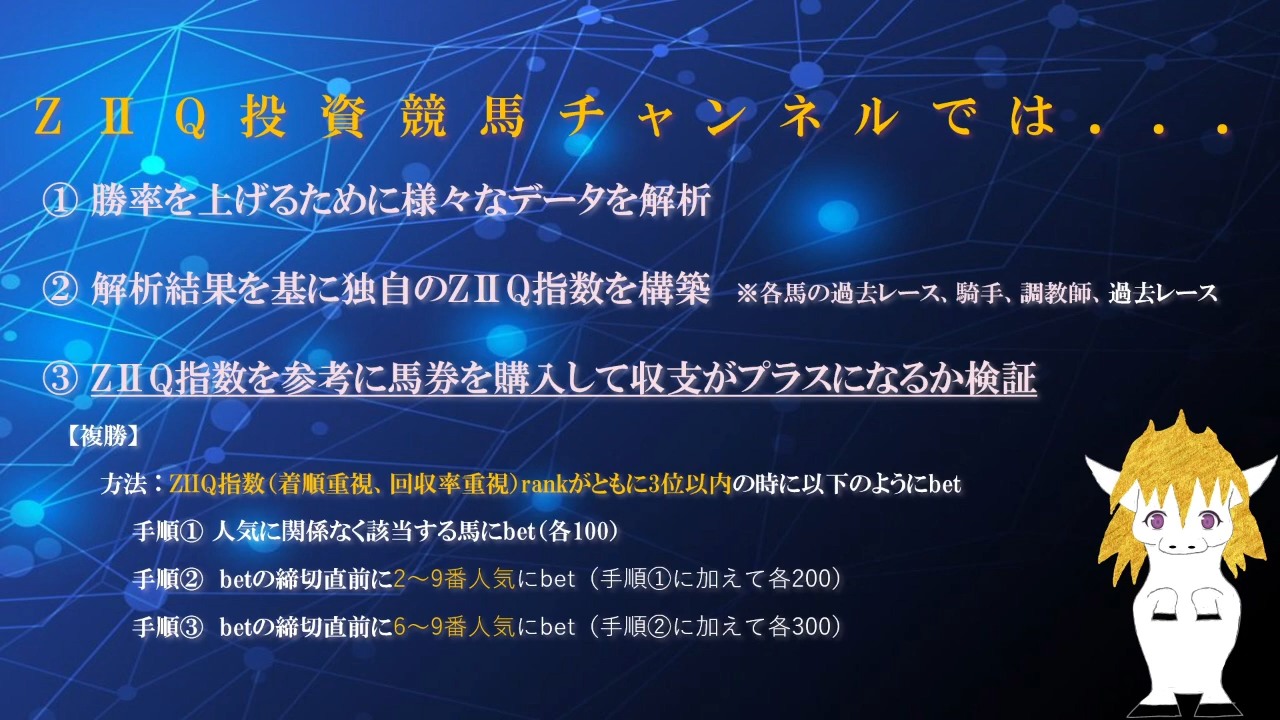 ZⅡQ投資競馬チャンネルでは．．．
① 勝率を上げるために様々なデータを解析
② 解析結果を基に独自のZⅡQ指数を構築 ※各馬の過去レース、騎手、調教師、過去レース
③ ZⅡQ指数を参考に馬券を購入して収支がプラスになるか検証
【複勝】
方法：ZⅡQ指数（着順重視、回収率重視）rankがともに3位以内の時に以下のようにbet
手順① 人気に関係なく該当する馬にbet（各100）
手順② betの締切直前に2～9番人気にbet（手順①に加えて各200）
手順③ betの締切直前に6～9番人気にbet（手順②に加えて各300）